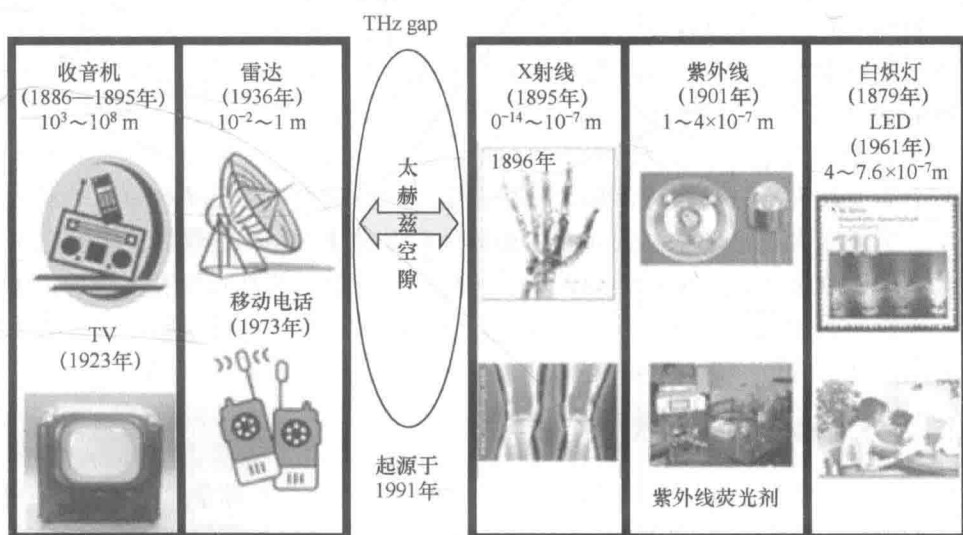 THz gap
收音机
(1886—1895年)
10³～10⁸ m
TV
(1923年)
雷达
(1936年)
10⁻²～1 m
移动电话
(1973年)
太赫兹空隙
起源于
1991年
X射线
(1895年)
0⁻¹⁴～10⁻⁷ m
1896年
紫外线
(1901年)
1～4×10⁻⁷ m
紫外线荧光剂
白炽灯
(1879年)
LED
(1961年)
4～7.6×10⁻⁷m
110